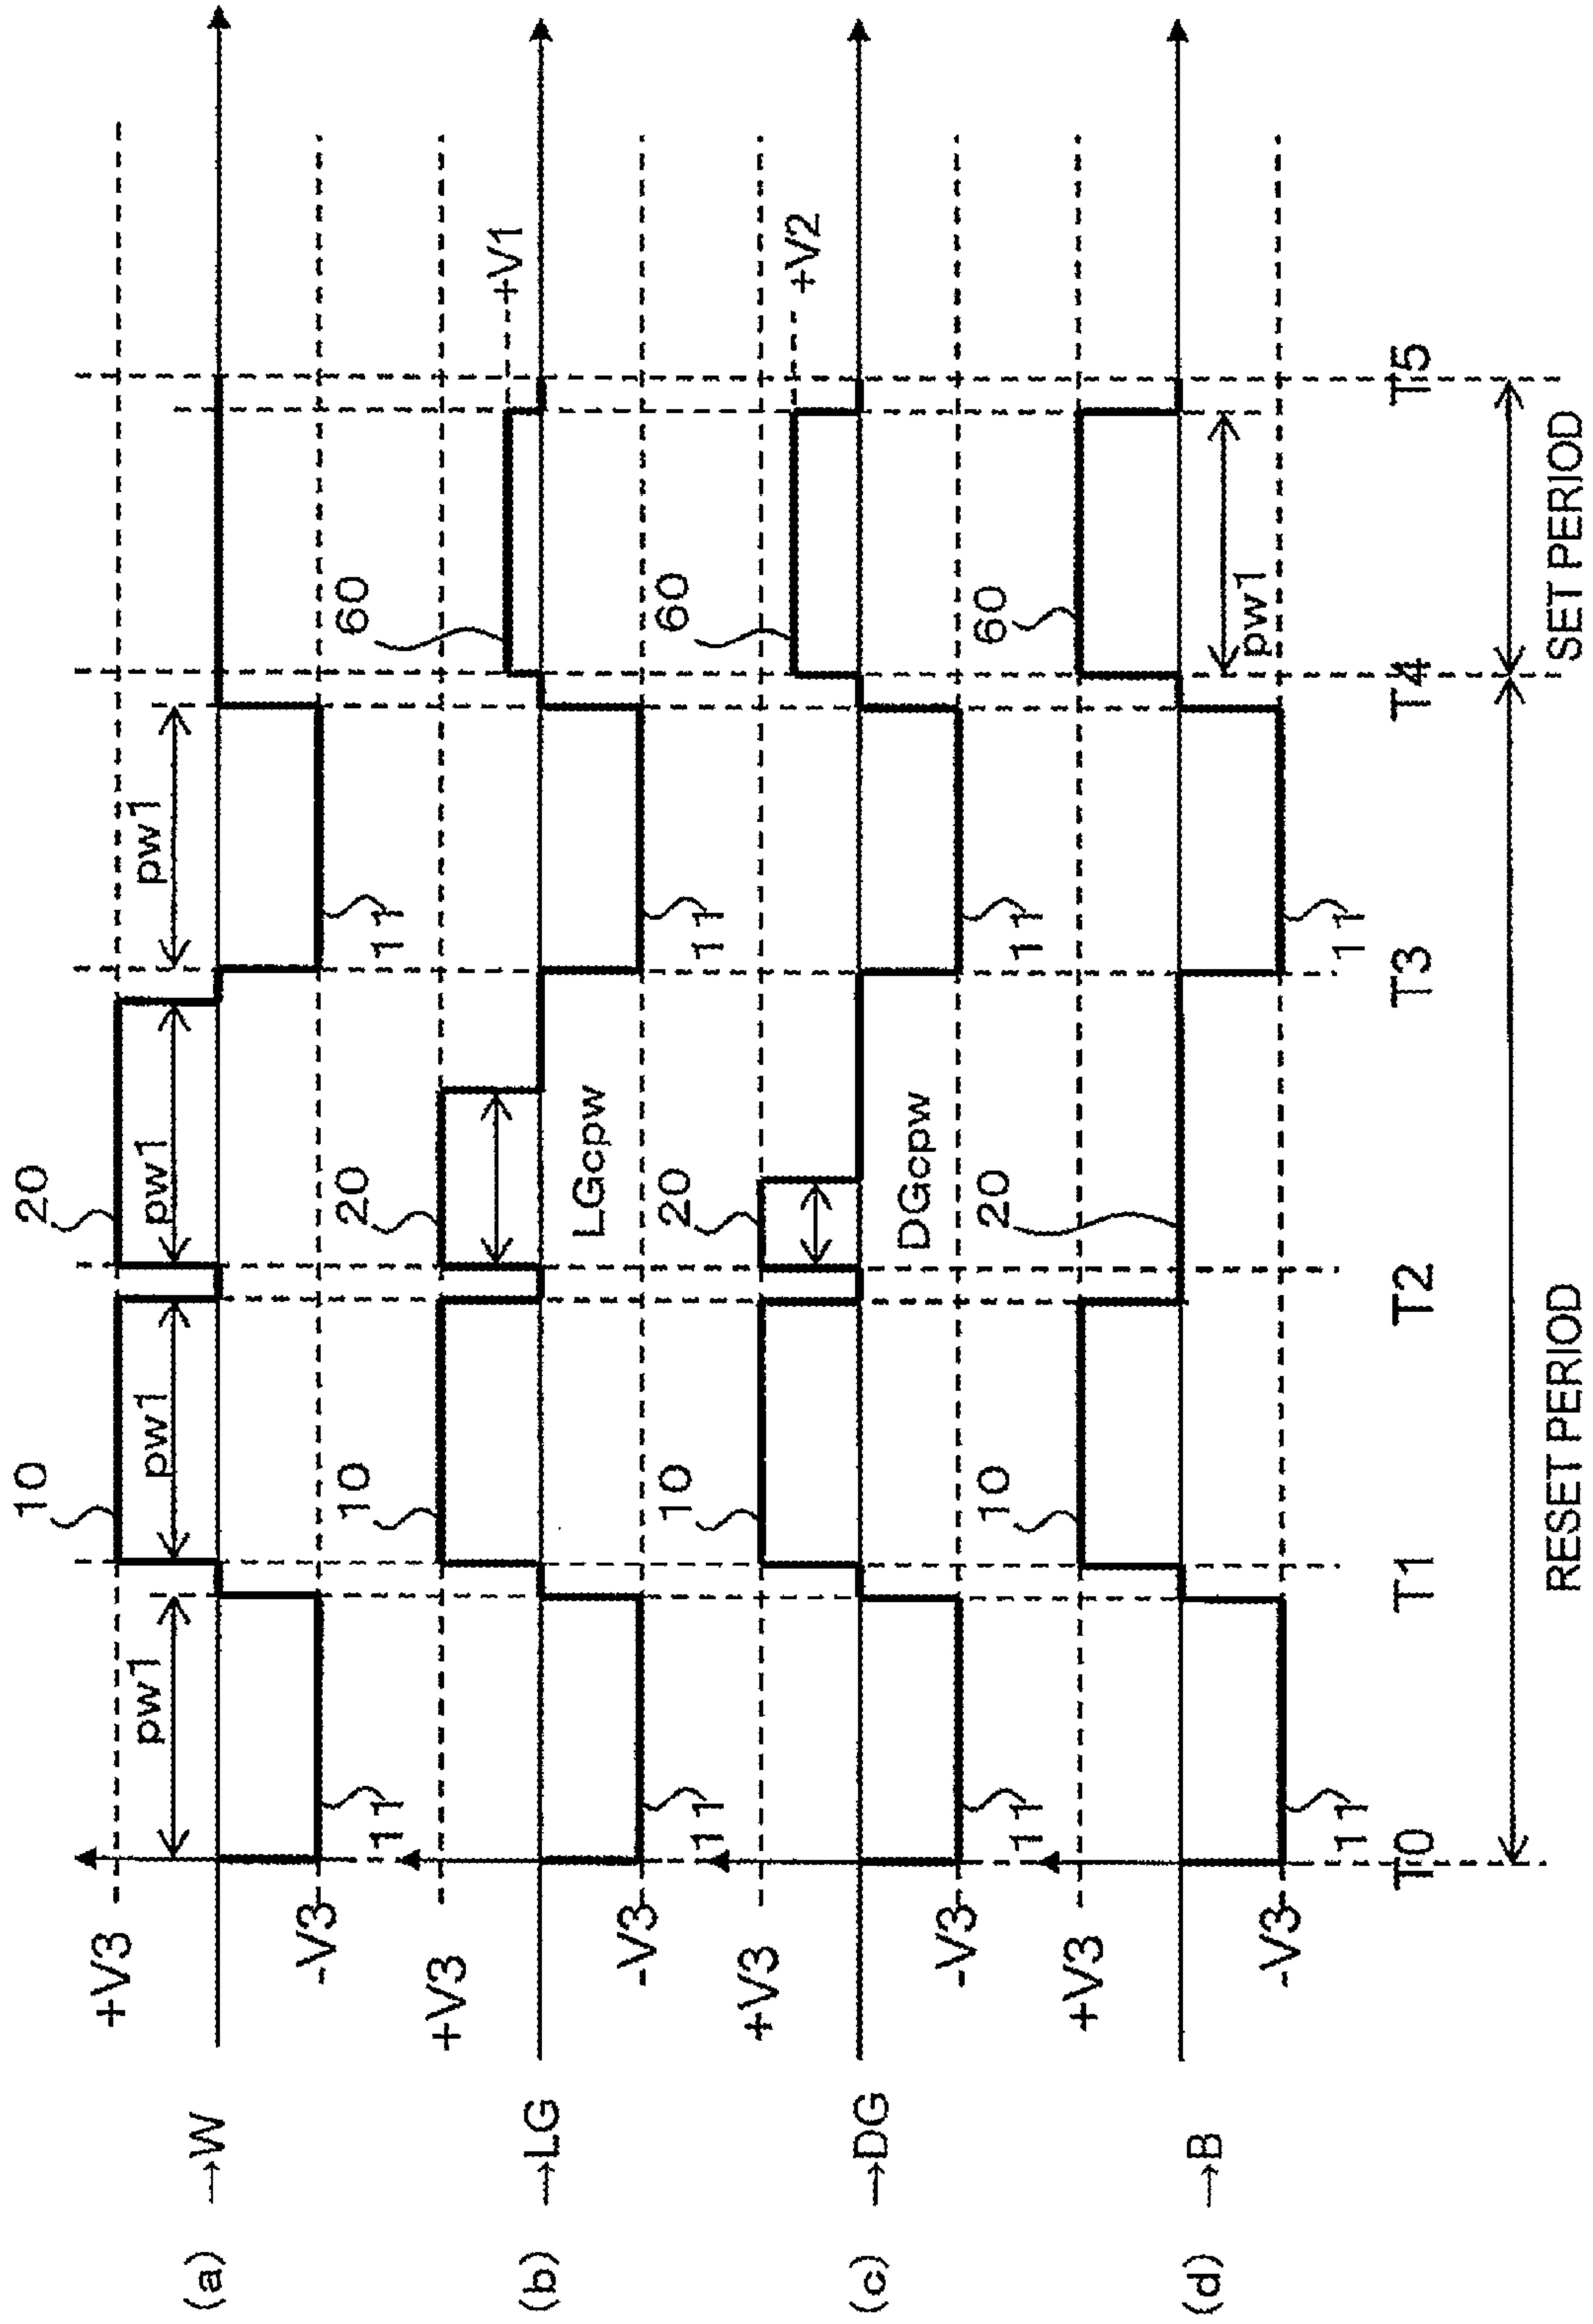 (a) →W
+V3
-V3
11
pw1
10
pw1
20
pw1
11
pw1
(b) →LG
+V3
-V3
11
10
20
LGcpw
11
60
+V1
(c) →DG
+V3
-V3
11
10
20
DGcpw
11
60
+V2
(d) →B
+V3
-V3
11
10
20
11
60
pw1
T0
T1
T2
T3
T4
T5
RESET PERIOD
SET PERIOD